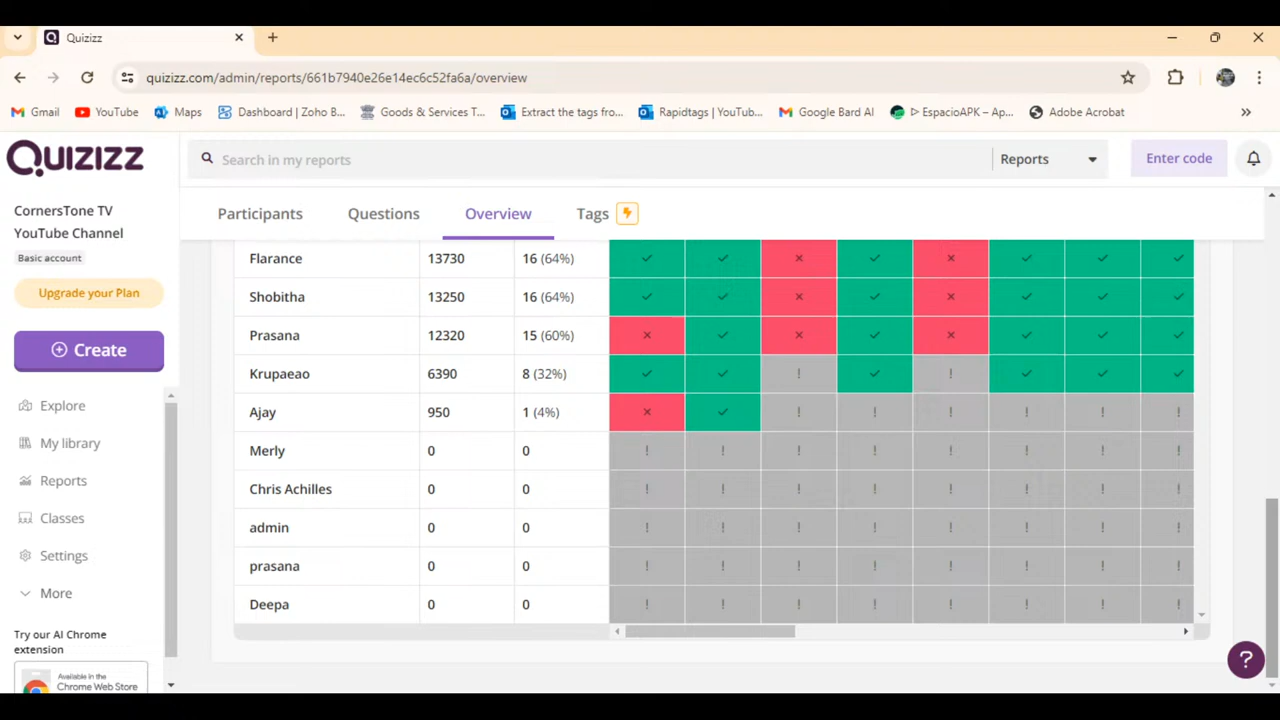 Quizizz
quizizz.com/admin/reports/661b7940e26e14ec6c52fa6a/overview
Gmail
YouTube
Maps
Dashboard | Zoho B...
Goods & Services T...
Extract the tags fro...
Rapidtags | YouTub...
Google Bard AI
ᐅ EspacioAPK – Ap...
Adobe Acrobat
»
QUIZIZZ
Search in my reports
Reports
Enter code
CornersTone TV
YouTube Channel
Basic account
Upgrade your Plan
Create
Explore
My library
Reports
Classes
Settings
More
Try our AI Chrome
extension
Available in the
Chrome Web Store
Participants
Questions
Overview
Tags
Flarance 13730 16 (64%)
Shobitha 13250 16 (64%)
Prasana 12320 15 (60%)
Krupaeao 6390 8 (32%) ! !
Ajay 950 1 (4%) ! ! ! ! ! !
Merly 0 0 ! ! ! ! ! ! ! !
Chris Achilles 0 0 ! ! ! ! ! ! ! !
admin 0 0 ! ! ! ! ! ! ! !
prasana 0 0 ! ! ! ! ! ! ! !
Deepa 0 0 ! ! ! ! ! ! ! !
?